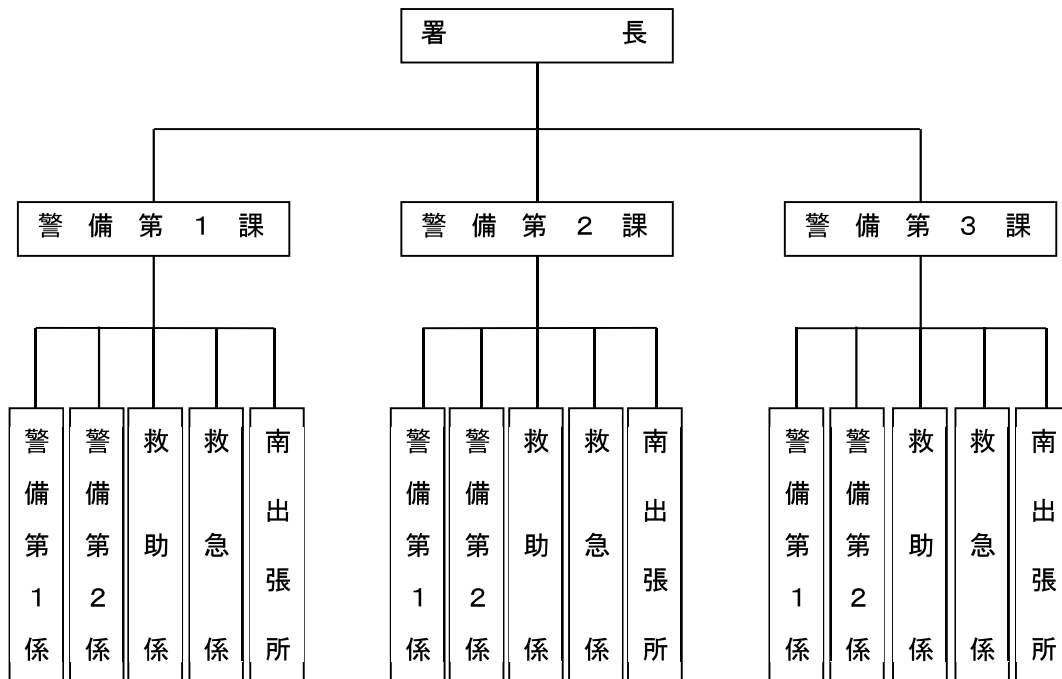 署長
警備第1課
警備第2課
警備第3課
警備第1係
警備第2係
救助係
救急係
南出張所
警備第1係
警備第2係
救助係
救急係
南出張所
警備第1係
警備第2係
救助係
救急係
南出張所